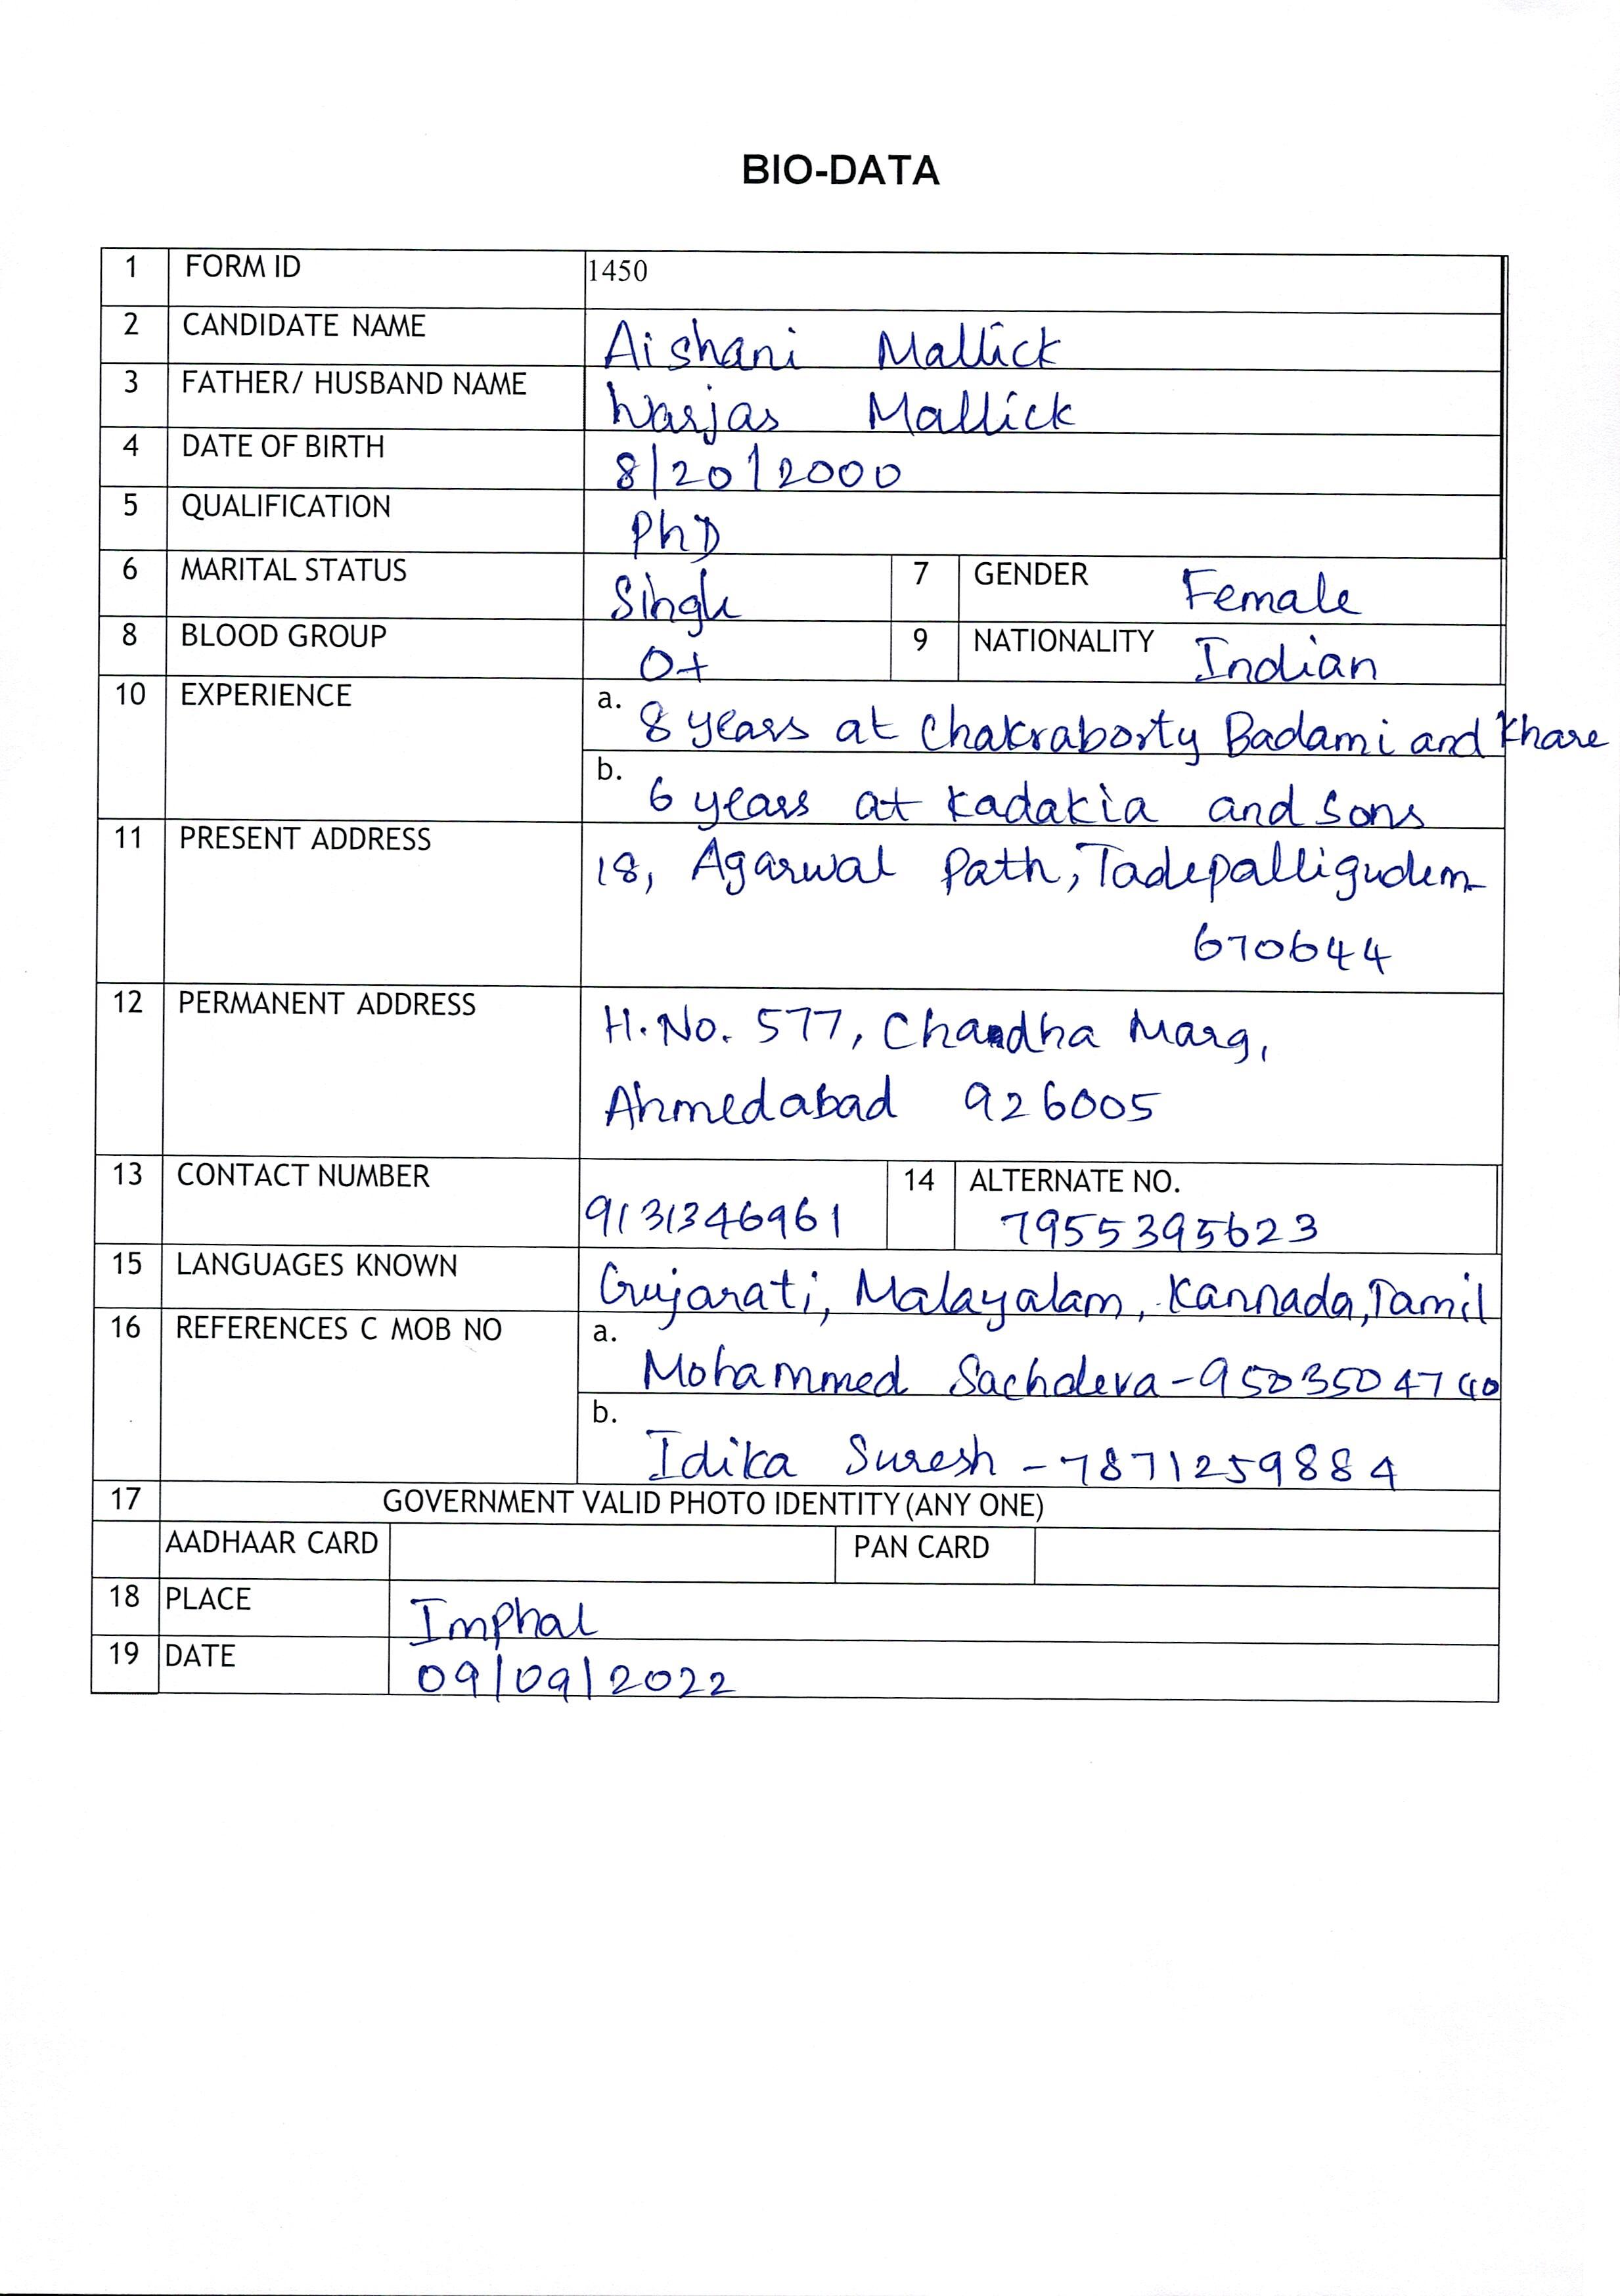 BIO-DATA
1 FORM ID 1450
2 CANDIDATE NAME Aishani Mallick
3 FATHER/ HUSBAND NAME Warjas Mallick
4 DATE OF BIRTH 8/20/2000
5 QUALIFICATION PhD
6 MARITAL STATUS Single 7 GENDER Female
8 BLOOD GROUP O+ 9 NATIONALITY Indian
10 EXPERIENCE a. 8 years at Chakraborty Badami and Khare
b. 6 years at Kadakia and Sons
11 PRESENT ADDRESS 18, Agarwal Path, Tadepalligudem
670644
12 PERMANENT ADDRESS H.No. 577, Chandha Marg,
Ahmedabad 926005
13 CONTACT NUMBER 9131346961 14 ALTERNATE NO. 7955395623
15 LANGUAGES KNOWN Gujarati, Malayalam, Kannada, Tamil
16 REFERENCES C MOB NO a. Mohammed Sachdeva - 9503504740
b. Idika Suresh - 7871259884
17 GOVERNMENT VALID PHOTO IDENTITY (ANY ONE)
AADHAAR CARD PAN CARD
18 PLACE Imphal
19 DATE 09/09/2022